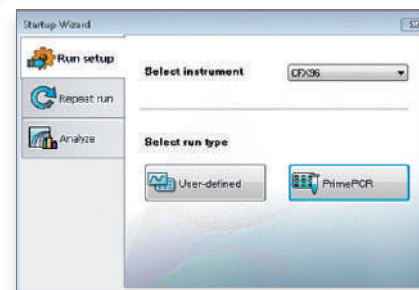 Startup Wizard
Run setup
Repeat run
Analyze
Select instrument
CFX96
Select run type
User-defined
PrimePCR